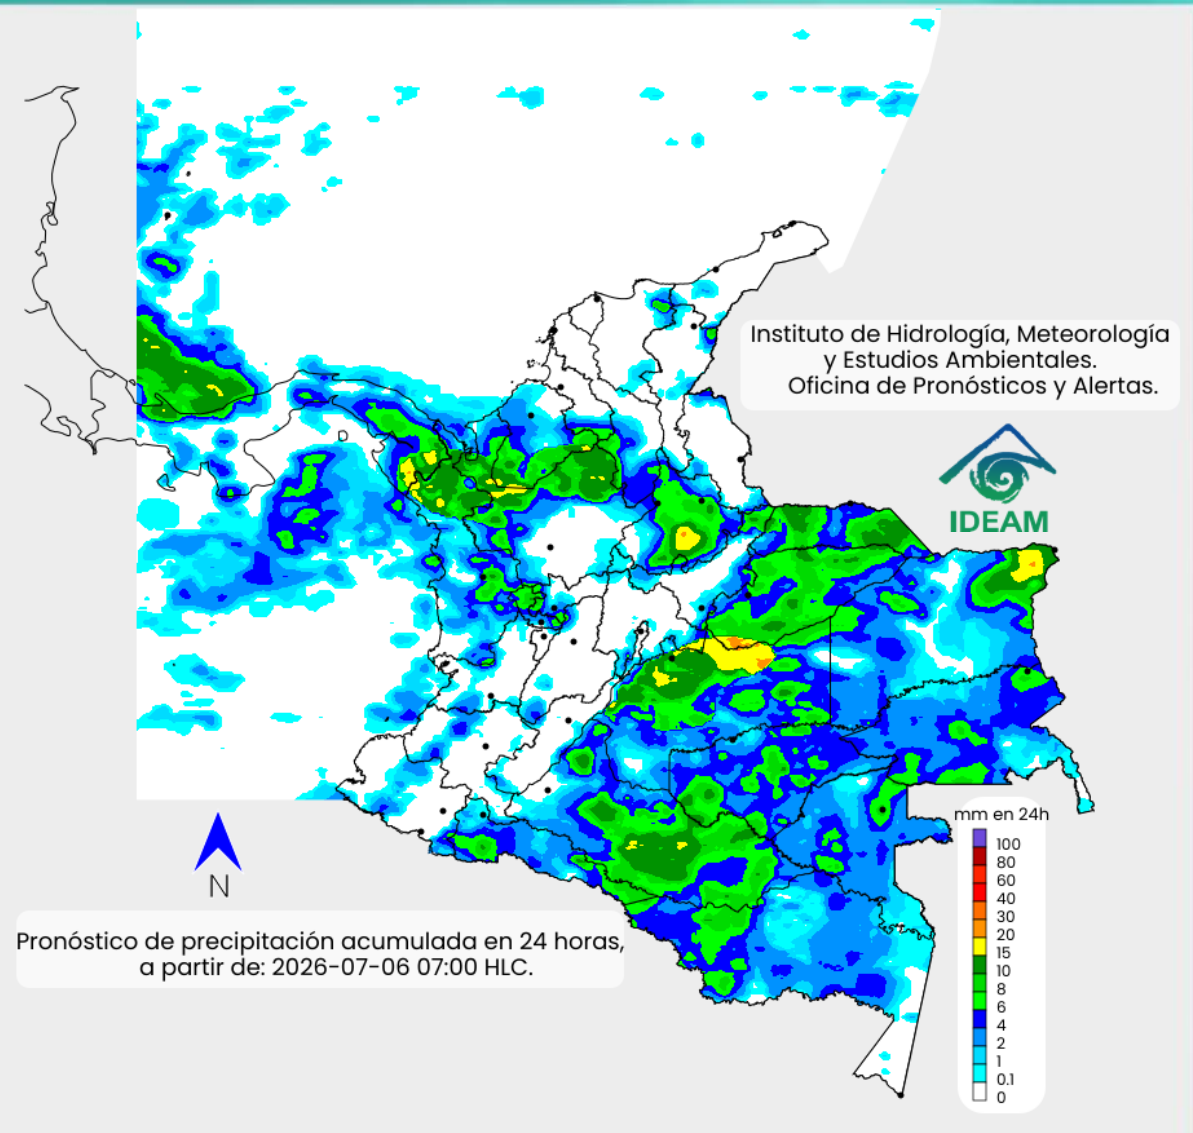 Instituto de Hidrología, Meteorología
y Estudios Ambientales.
Oficina de Pronósticos y Alertas.
IDEAM
mm en 24h
100
80
60
40
30
20
15
10
8
6
4
2
1
0.1
0
N
Pronóstico de precipitación acumulada en 24 horas,
a partir de: 2026-07-06 07:00 HLC.